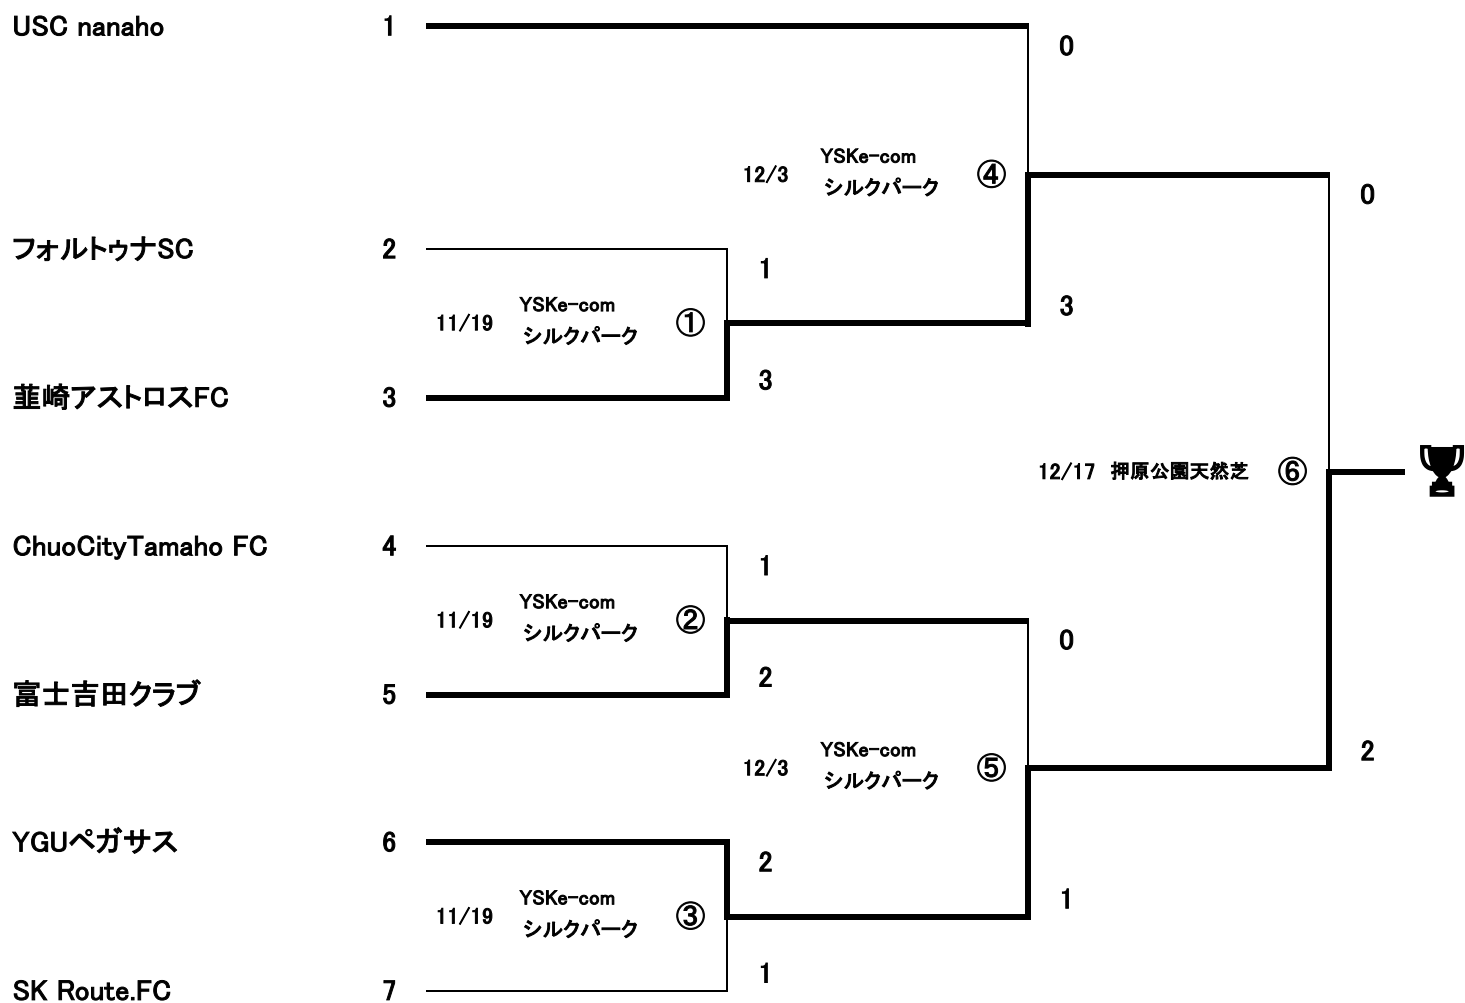 USC nanaho 1
0
YSKe-com
12/3 シルクパーク ④
0
フォルトゥナSC 2
1
YSKe-com
11/19 シルクパーク ①
3
韮崎アストロスFC 3
3
12/17 押原公園天然芝 ⑥
ChuoCityTamaho FC 4
1
YSKe-com
11/19 シルクパーク ②
0
富士吉田クラブ 5
2
YSKe-com
12/3 シルクパーク ⑤
2
YGUペガサス 6
2
YSKe-com
11/19 シルクパーク ③
1
SK Route.FC 7
1